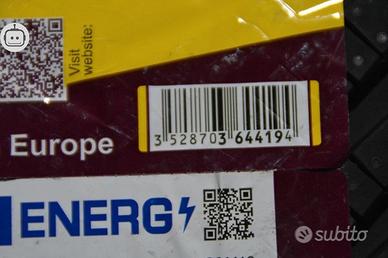 Visit
website:
Europe
3 528703 644194
ENERG
subito